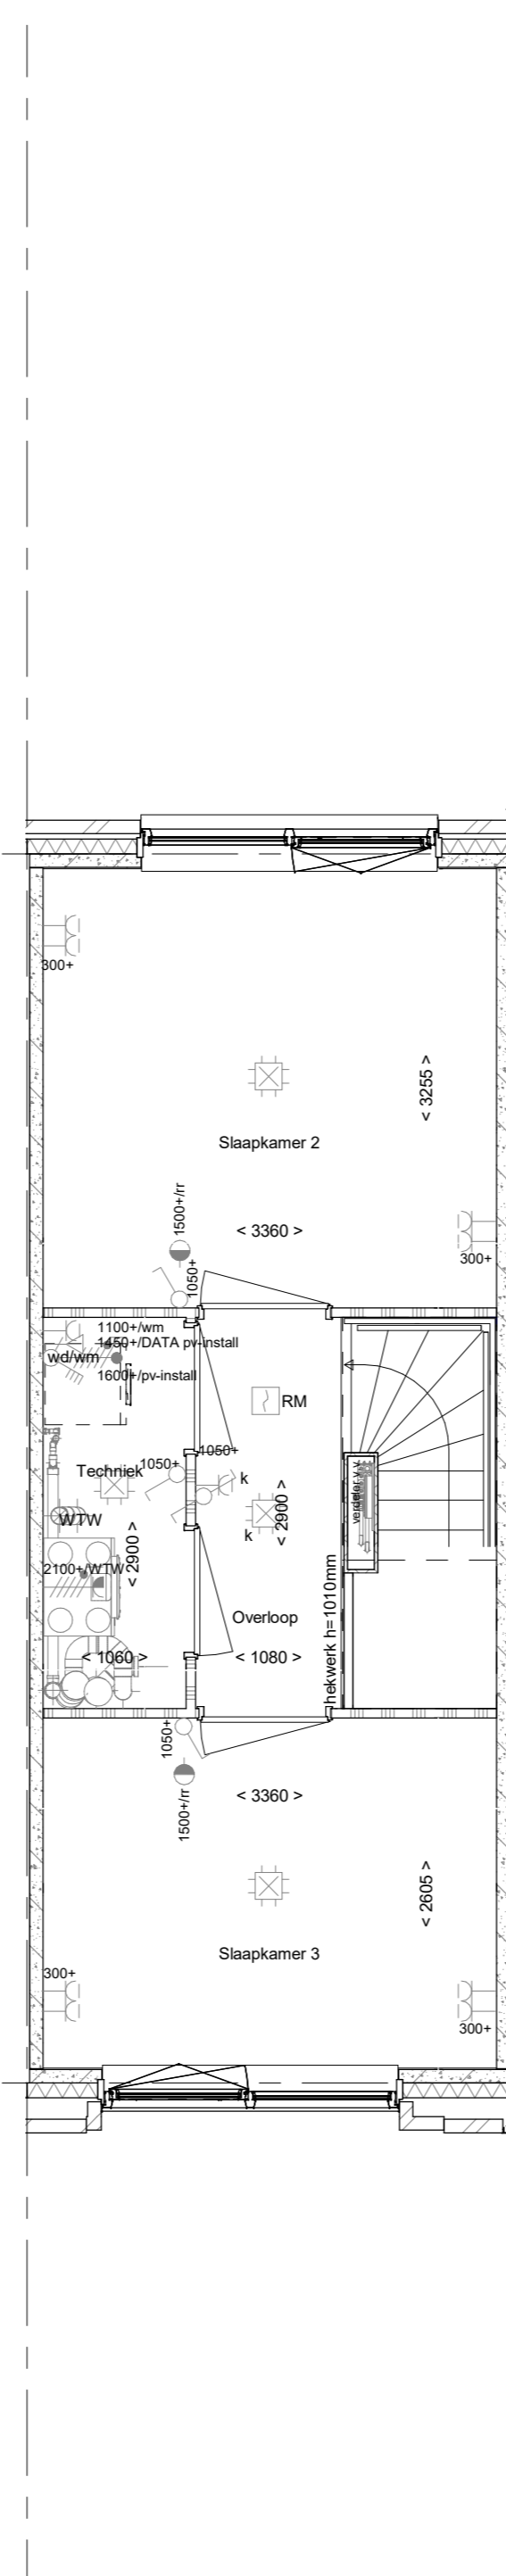 300+
< 3255 >
Slaapkamer 2
1500+/rr
< 3360 >
300+
1050+
1100+/wm
1450+/DATA pv-install
wd/wm
1600+/pv-install
RM
1050+
Techniek
1050+
k
verdeler v.v.
WTW
< 2900 >
k
< 2900 >
2100+/WTW
hekwerk h=1010mm
Overloop
< 1060 >
< 1080 >
1050+
1500+/rr
< 3360 >
< 2605 >
Slaapkamer 3
300+
300+